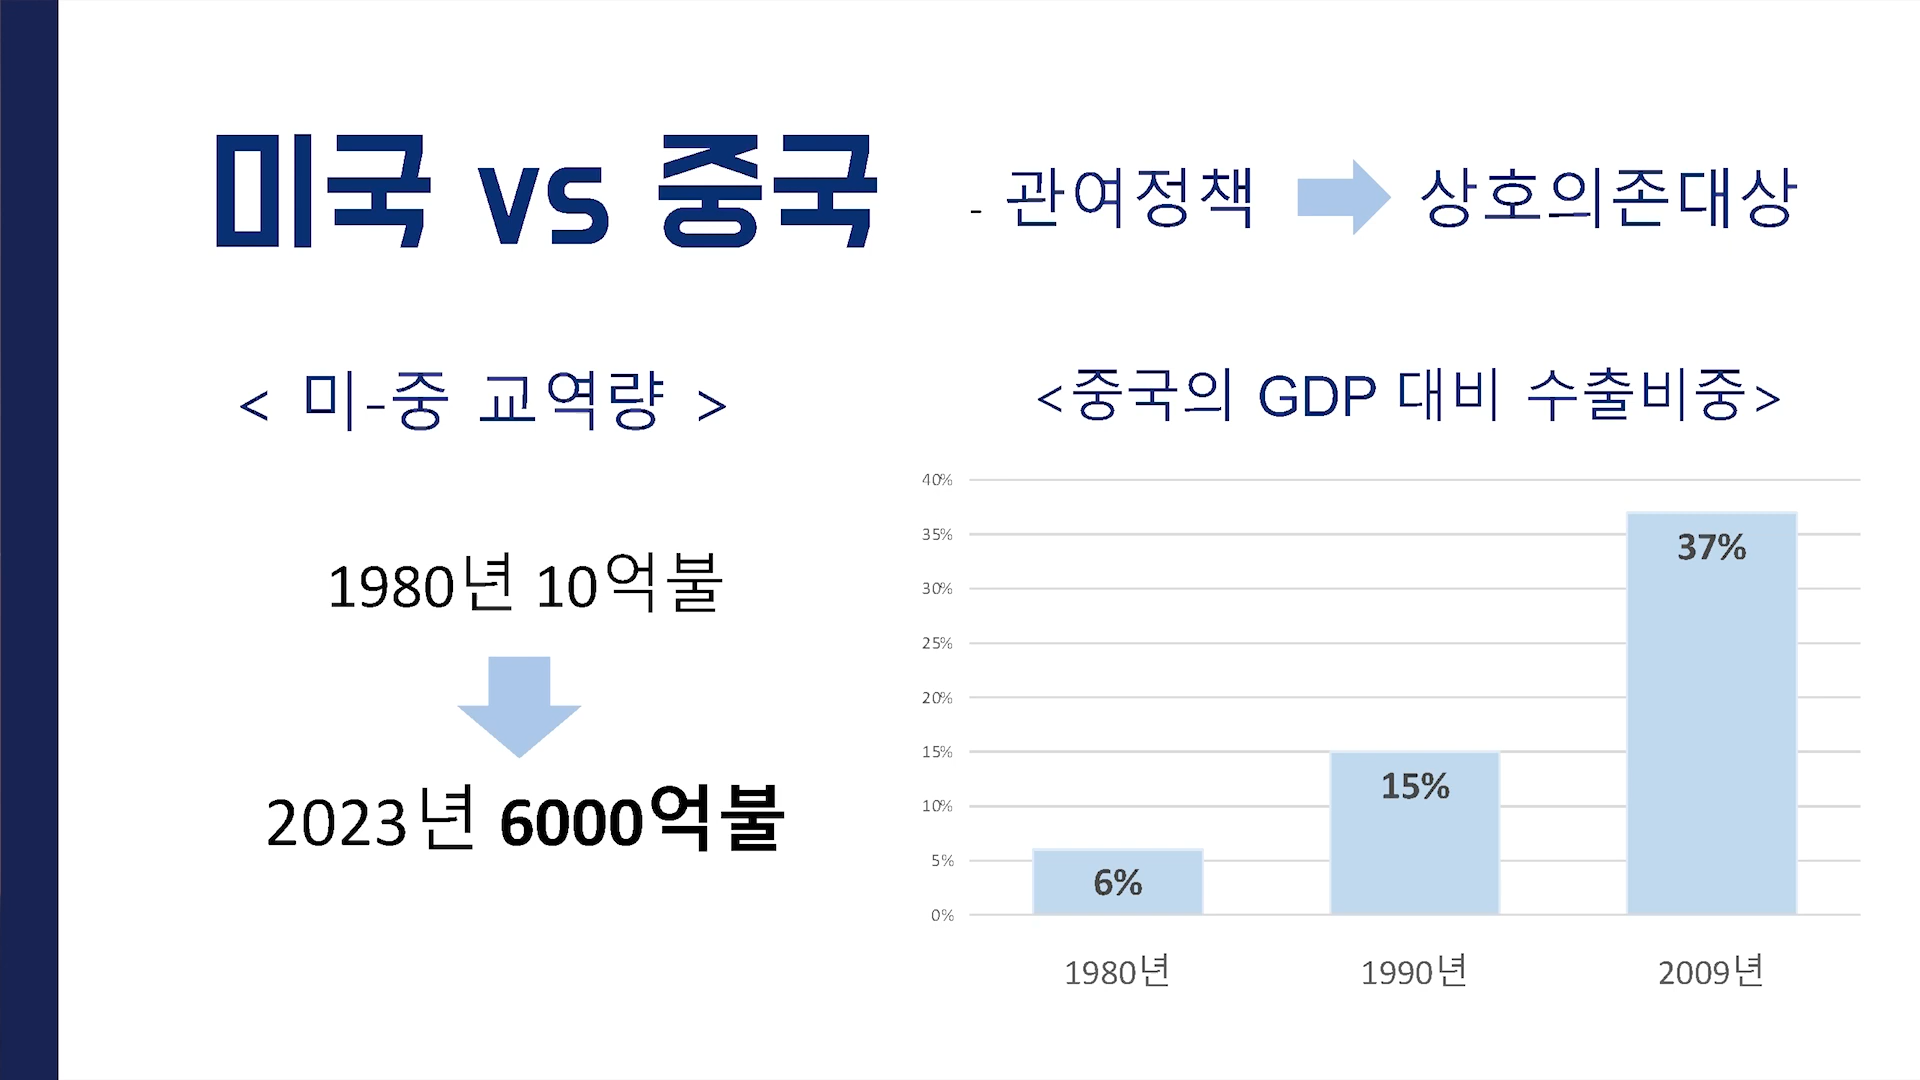 미국 vs 중국
- 관여정책 상호의존대상
< 미-중 교역량 >
1980년 10억불
2023년 6000억불
<중국의 GDP 대비 수출비중>
40%
35%
30%
25%
20%
15%
10%
5%
0%
6%
15%
37%
1980년
1990년
2009년